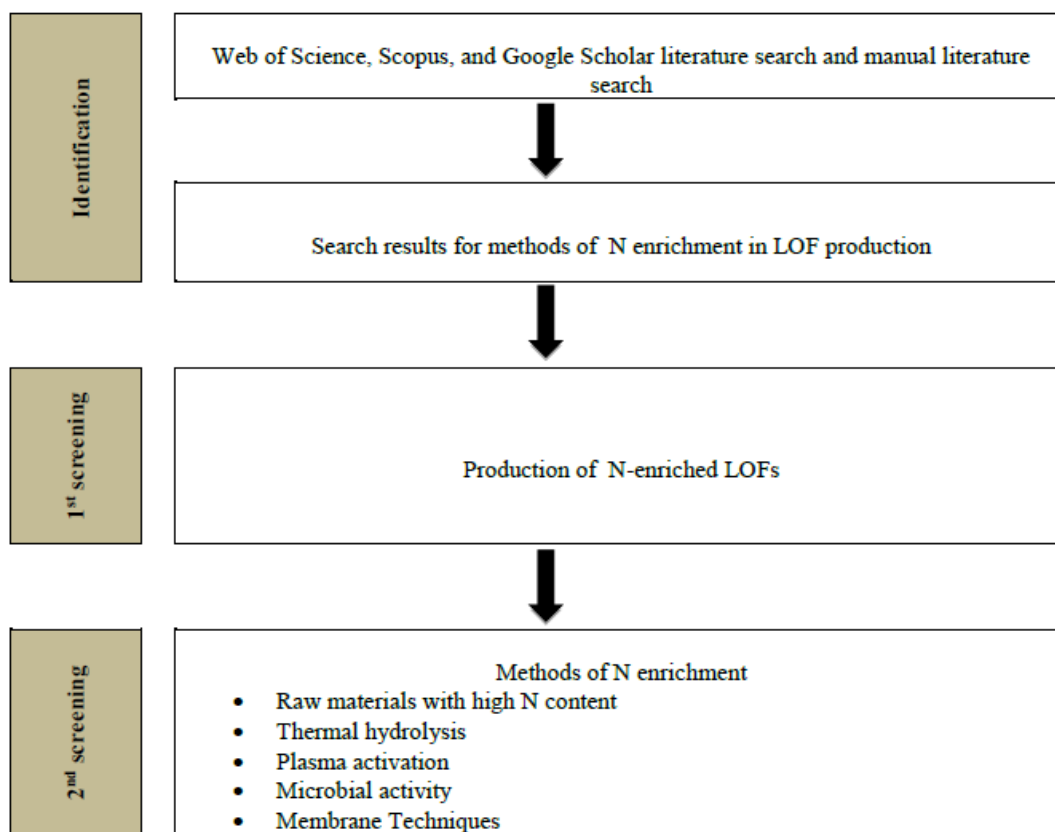 Identification
Web of Science, Scopus, and Google Scholar literature search and manual literature
search
Search results for methods of N enrichment in LOF production
1st screening
Production of N-enriched LOFs
2nd screening
Methods of N enrichment
• Raw materials with high N content
• Thermal hydrolysis
• Plasma activation
• Microbial activity
• Membrane Techniques